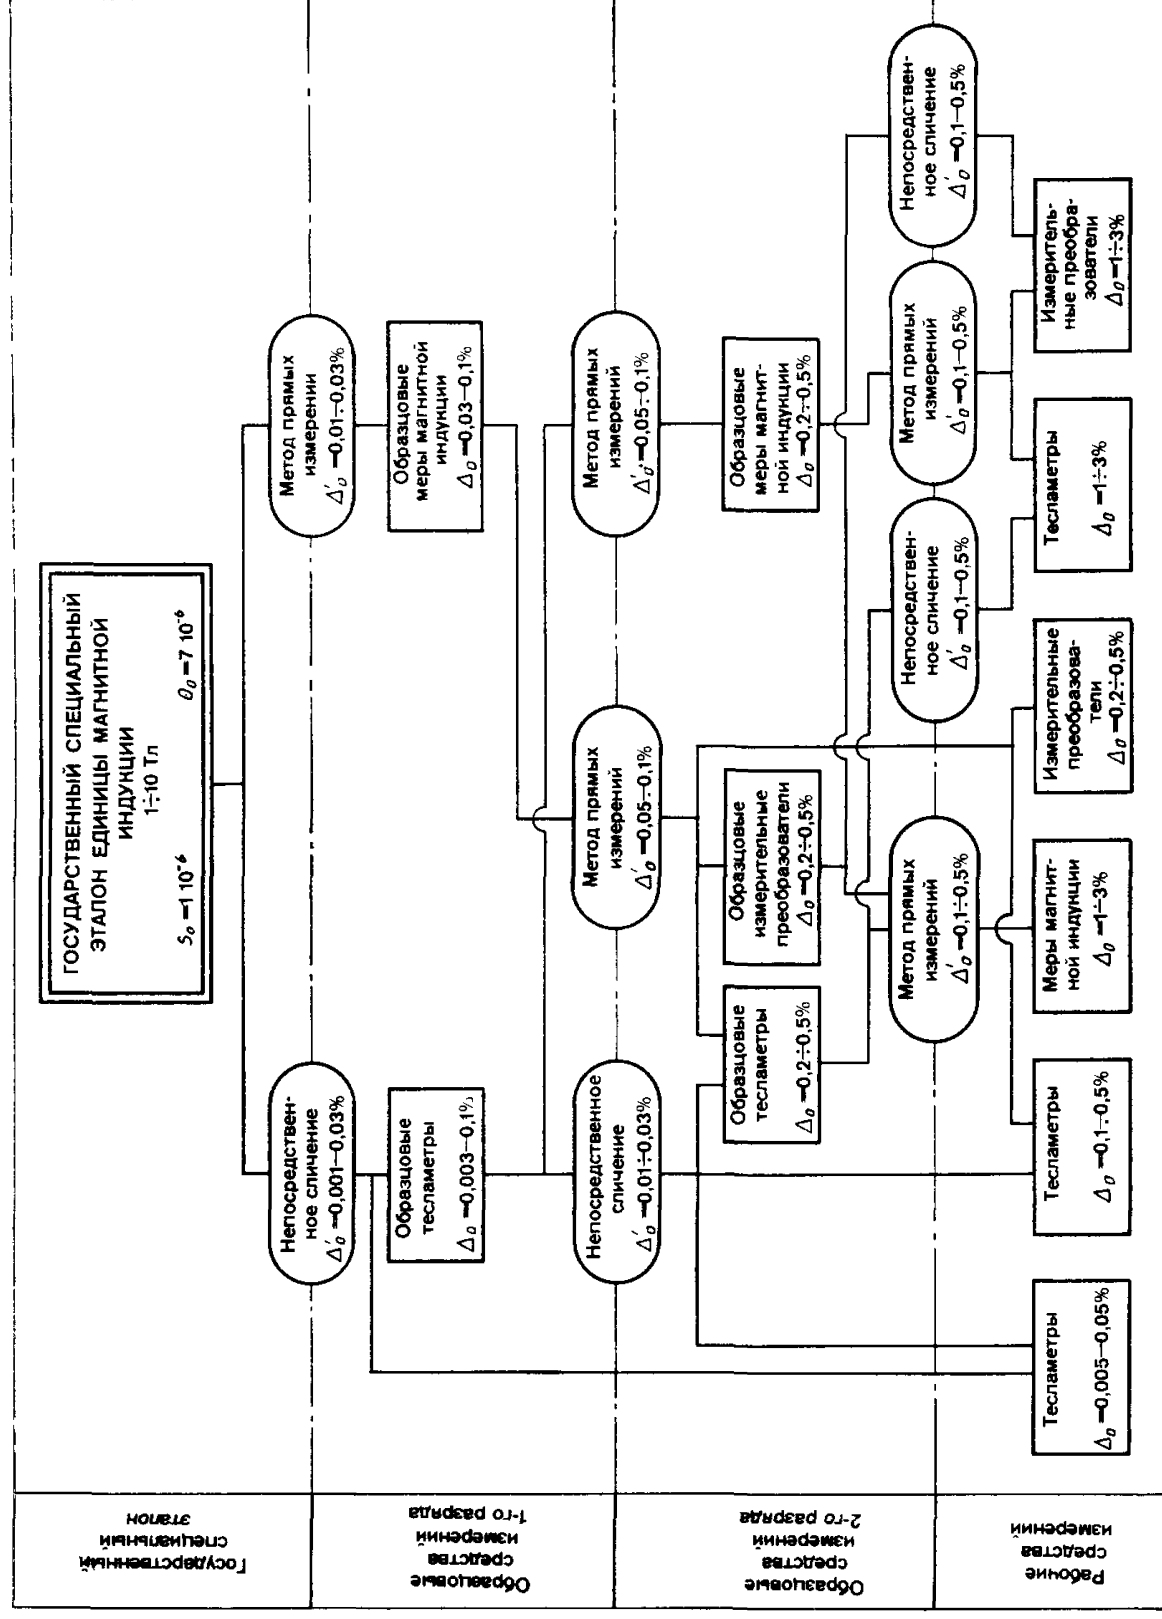 ГОСУДАРСТВЕННЫЙ СПЕЦИАЛЬНЫЙ
ЭТАЛОН ЕДИНИЦЫ МАГНИТНОЙ
ИНДУКЦИИ
1÷10 Тл
S₀=1 10⁻⁶
θ₀=7 10⁻⁶
Государственный
специальный
эталон
Непосредствен-
ное сличение
Δ′₀=0,001—0,03%
Метод прямых
измерении
Δ′₀=0,01÷0,03%
Образцовые
средства
измерений
1-го разряда
Образцовые
тесламетры
Δ₀=0,003—0,1%
Образцовые
меры магнитной
индукции
Δ₀=0,03—0,1%
Непосредственное
сличение
Δ′₀=0,01÷0,03%
Метод прямых
измерений
Δ′₀=0,05—0,1%
Метод прямых
измерений
Δ′₀=0,05÷0,1%
Образцовые
средства
измерений
2-го разряда
Образцовые
тесламетры
Δ₀=0,2÷0,5%
Образцовые
измерительные
преобразователи
Δ₀=0,2÷0,5%
Образцовые
меры магнит-
ной индукции
Δ₀=0,2÷0,5%
Метод прямых
измерений
Δ′₀=0,1÷0,5%
Непосредствен-
ное сличение
Δ′₀=0,1—0,5%
Метод прямых
измерений
Δ′₀=0,1—0,5%
Непосредствен-
ное сличение
Δ′₀=0,1—0,5%
Рабочие
средства
измерений
Тесламетры
Δ₀=0,005—0,05%
Тесламетры
Δ₀=0,1÷0,5%
Меры магнит-
ной индукции
Δ₀=1÷3%
Измерительные
преобразова-
тели
Δ₀=0,2÷0,5%
Тесламетры
Δ₀=1÷3%
Измеритель-
ные преобра-
зователи
Δ₀=1÷3%